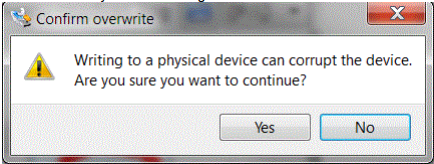 Confirm overwrite
Writing to a physical device can corrupt the device.
Are you sure you want to continue?
Yes
No